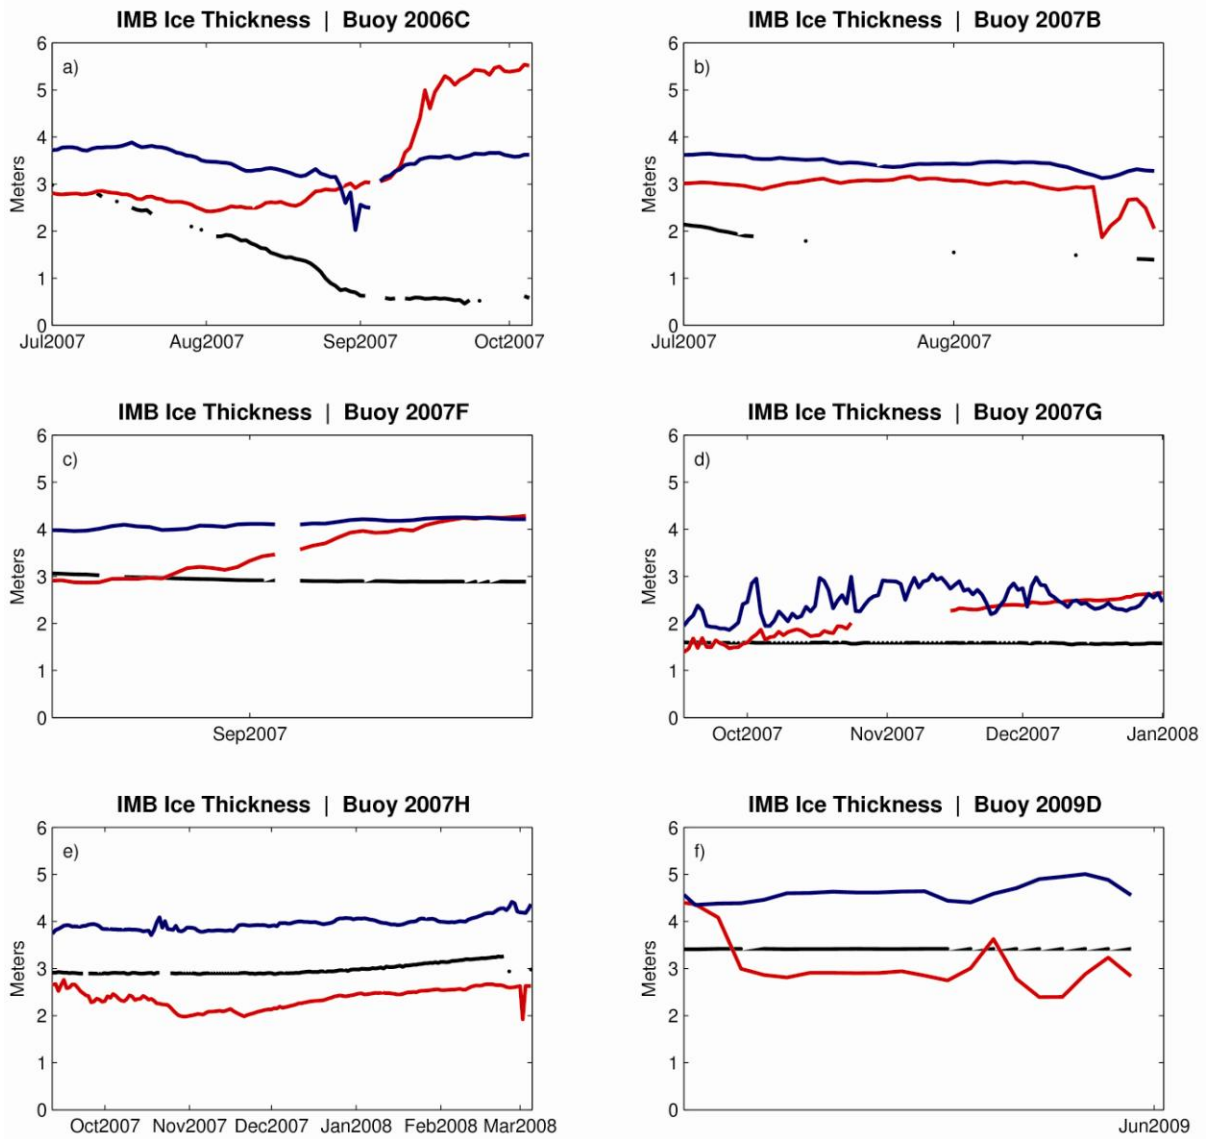 IMB Ice Thickness | Buoy 2006C
a)
Meters
6
5
4
3
2
1
0
Jul2007 Aug2007 Sep2007 Oct2007
IMB Ice Thickness | Buoy 2007B
b)
Meters
6
5
4
3
2
1
0
Jul2007 Aug2007
IMB Ice Thickness | Buoy 2007F
c)
Meters
6
5
4
3
2
1
0
Sep2007
IMB Ice Thickness | Buoy 2007G
d)
Meters
6
5
4
3
2
1
0
Oct2007 Nov2007 Dec2007 Jan2008
IMB Ice Thickness | Buoy 2007H
e)
Meters
6
5
4
3
2
1
0
Oct2007 Nov2007 Dec2007 Jan2008 Feb2008 Mar2008
IMB Ice Thickness | Buoy 2009D
f)
Meters
6
5
4
3
2
1
0
Jun2009